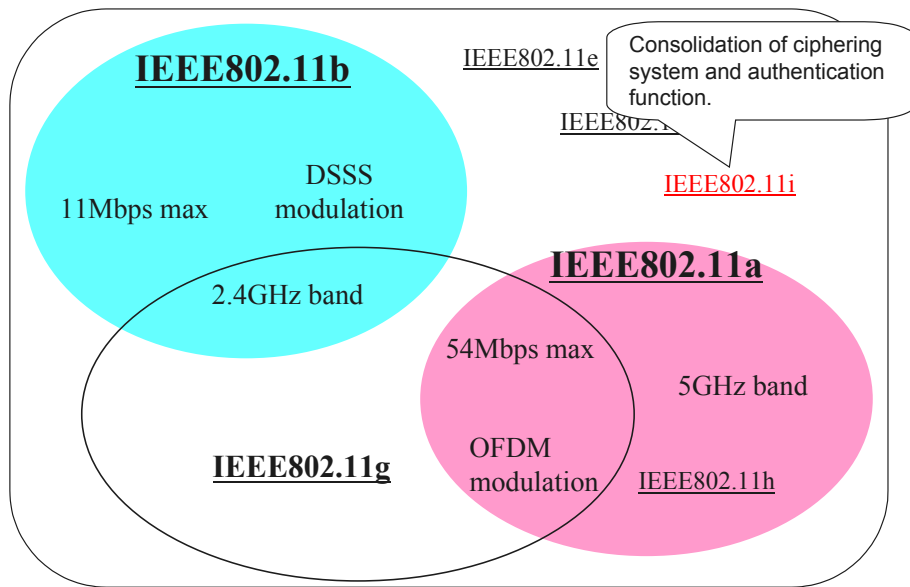 IEEE802.11b
IEEE802.11e
Consolidation of ciphering
system and authentication
function.
IEEE802.1
IEEE802.11i
DSSS
modulation
11Mbps max
IEEE802.11a
2.4GHz band
54Mbps max
5GHz band
IEEE802.11g
OFDM
modulation
IEEE802.11h